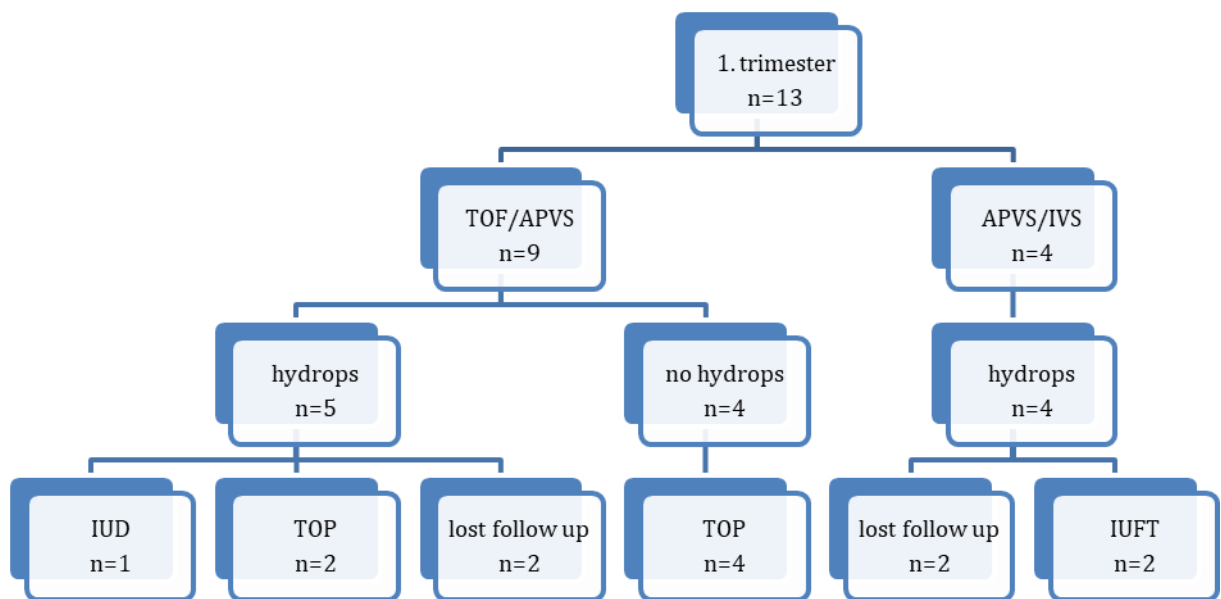 1. trimester
n=13
TOF/APVS
n=9
APVS/IVS
n=4
hydrops
n=5
no hydrops
n=4
hydrops
n=4
IUD
n=1
TOP
n=2
lost follow up
n=2
TOP
n=4
lost follow up
n=2
IUFT
n=2